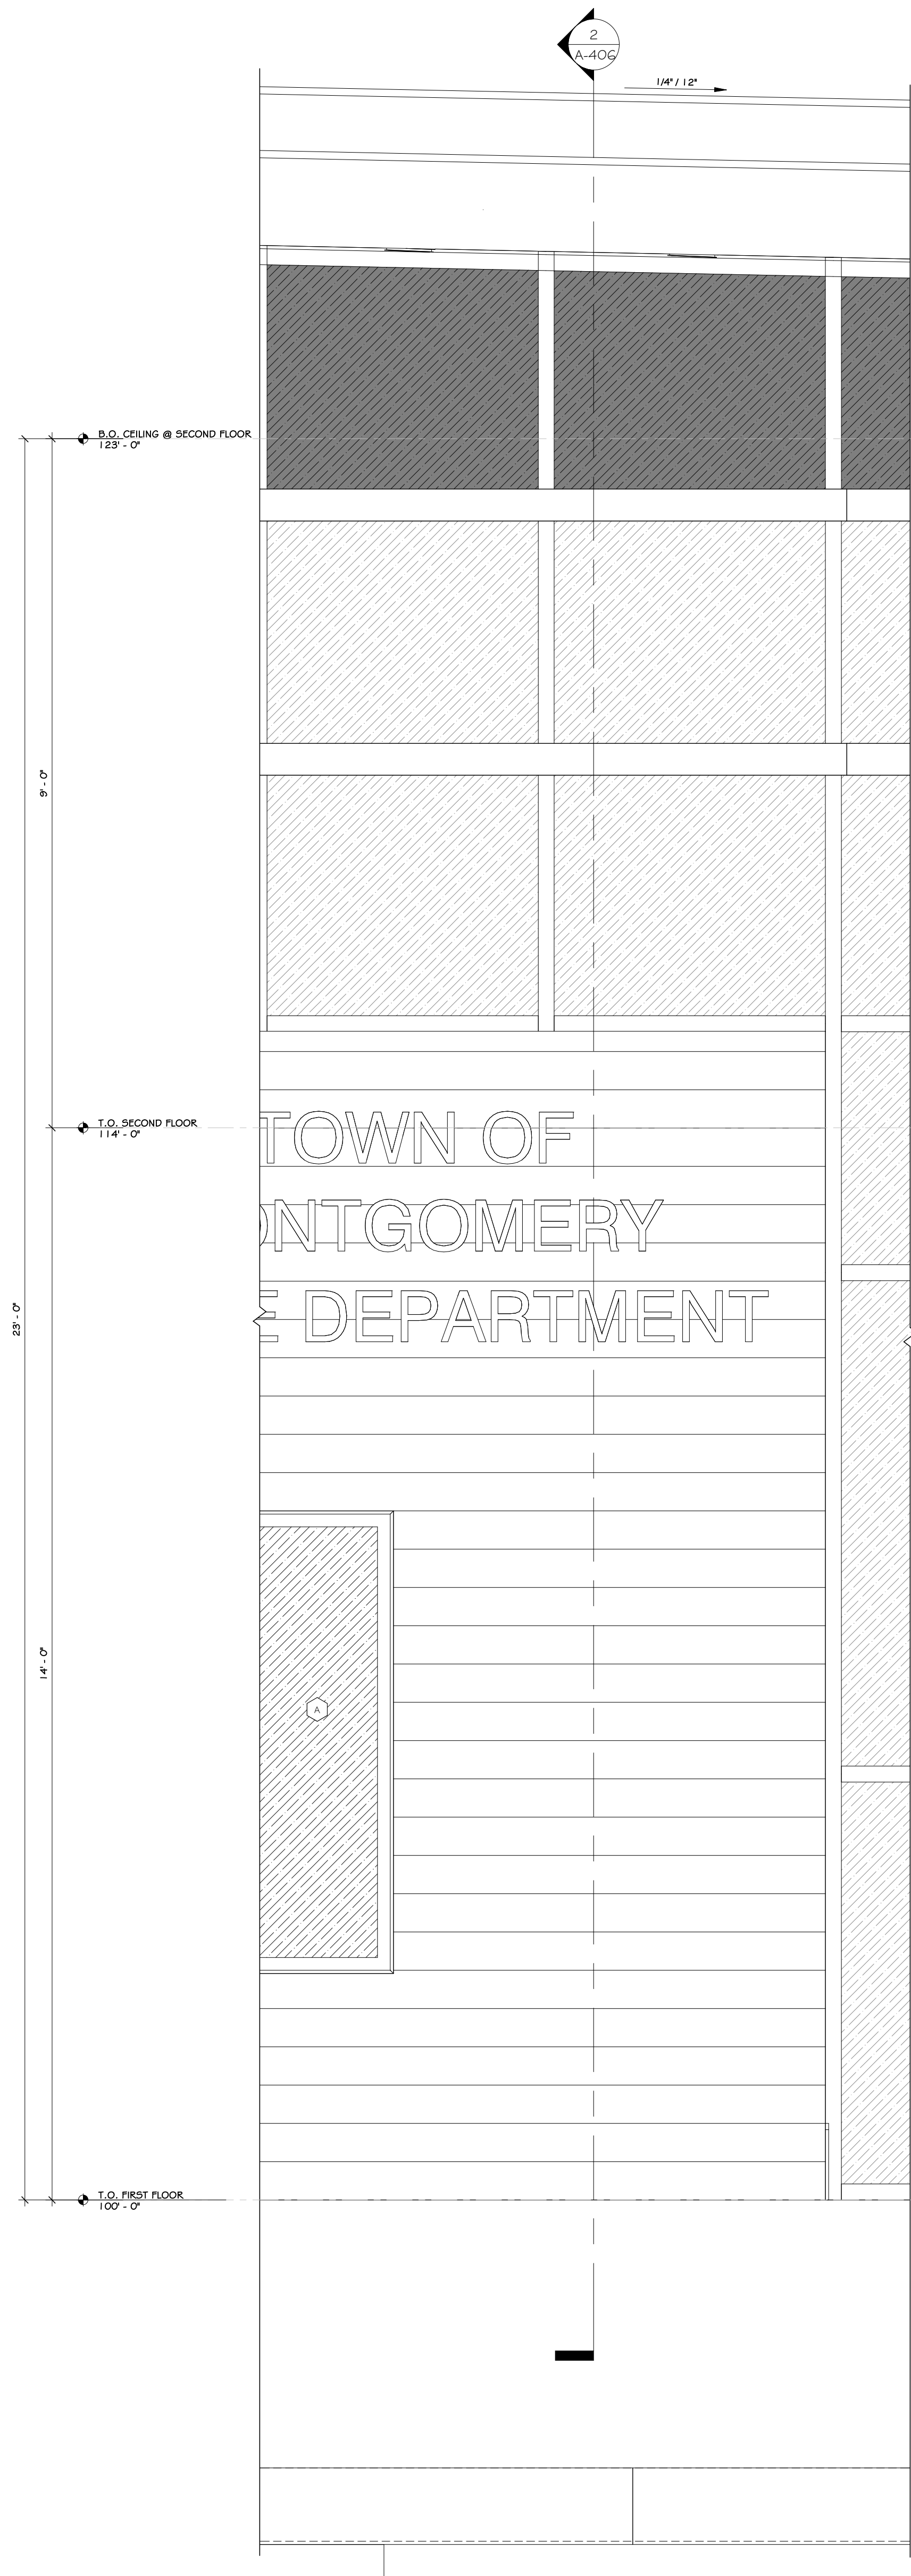 2
A-406
1/4" / 12"
B.O. CEILING @ SECOND FLOOR
123' - 0"
9' - 0"
T.O. SECOND FLOOR
114' - 0"
TOWN OF
ONTGOMERY
E DEPARTMENT
23' - 0"
14' - 0"
A
T.O. FIRST FLOOR
100' - 0"